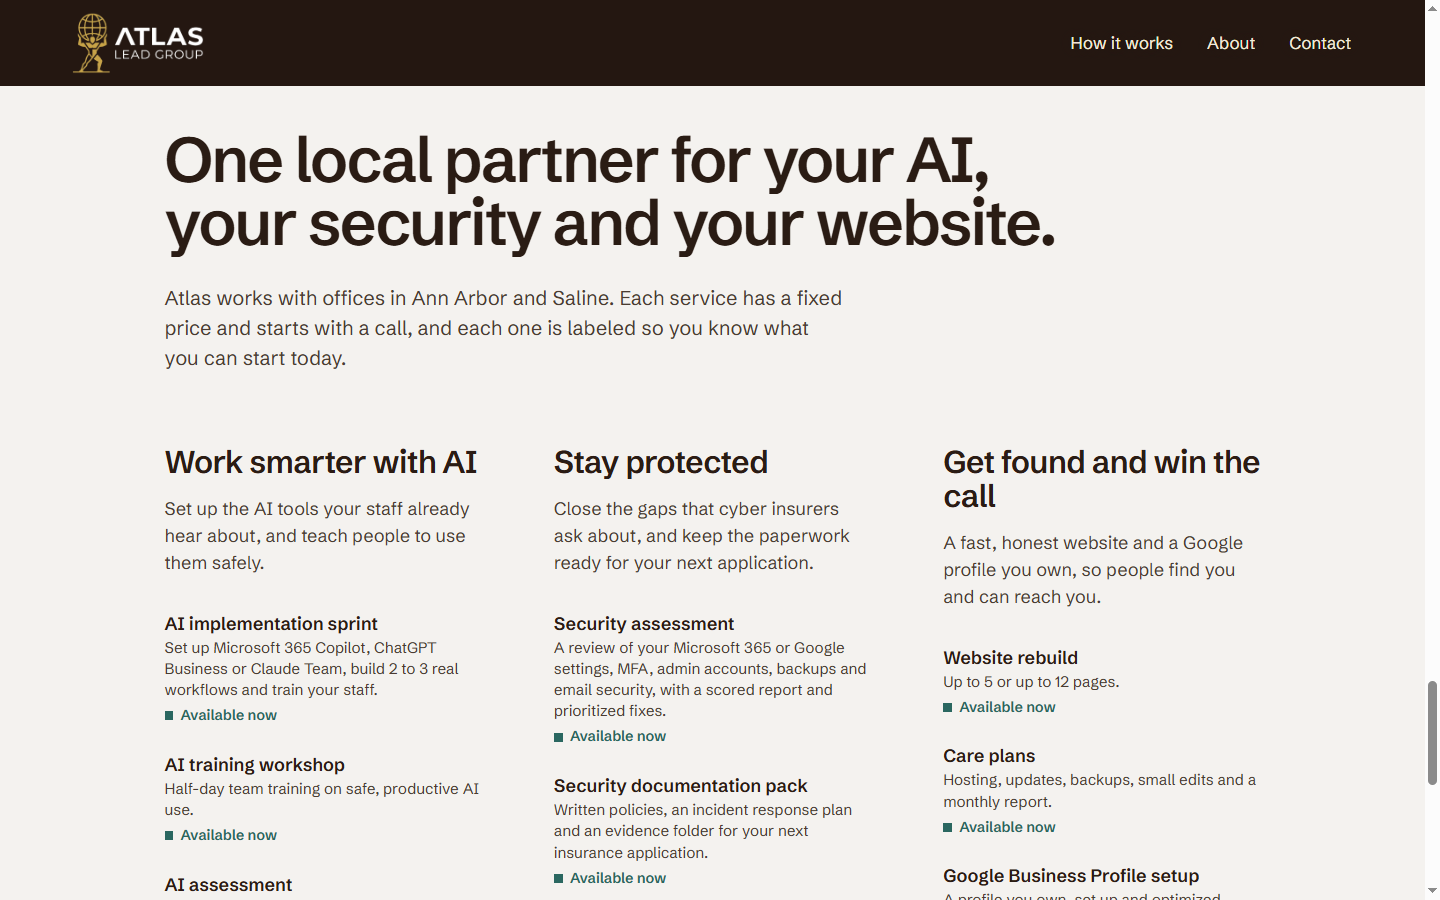 ATLAS
LEAD GROUP
How it works
About
Contact
One local partner for your AI,
your security and your website.
Atlas works with offices in Ann Arbor and Saline. Each service has a fixed
price and starts with a call, and each one is labeled so you know what
you can start today.
Work smarter with AI
Set up the AI tools your staff already
hear about, and teach people to use
them safely.
AI implementation sprint
Set up Microsoft 365 Copilot, ChatGPT
Business or Claude Team, build 2 to 3 real
workflows and train your staff.
Available now
AI training workshop
Half-day team training on safe, productive AI
use.
Available now
AI assessment
Stay protected
Close the gaps that cyber insurers
ask about, and keep the paperwork
ready for your next application.
Security assessment
A review of your Microsoft 365 or Google
settings, MFA, admin accounts, backups and
email security, with a scored report and
prioritized fixes.
Available now
Security documentation pack
Written policies, an incident response plan
and an evidence folder for your next
insurance application.
Available now
Get found and win the
call
A fast, honest website and a Google
profile you own, so people find you
and can reach you.
Website rebuild
Up to 5 or up to 12 pages.
Available now
Care plans
Hosting, updates, backups, small edits and a
monthly report.
Available now
Google Business Profile setup
A profile you own, set up and optimized